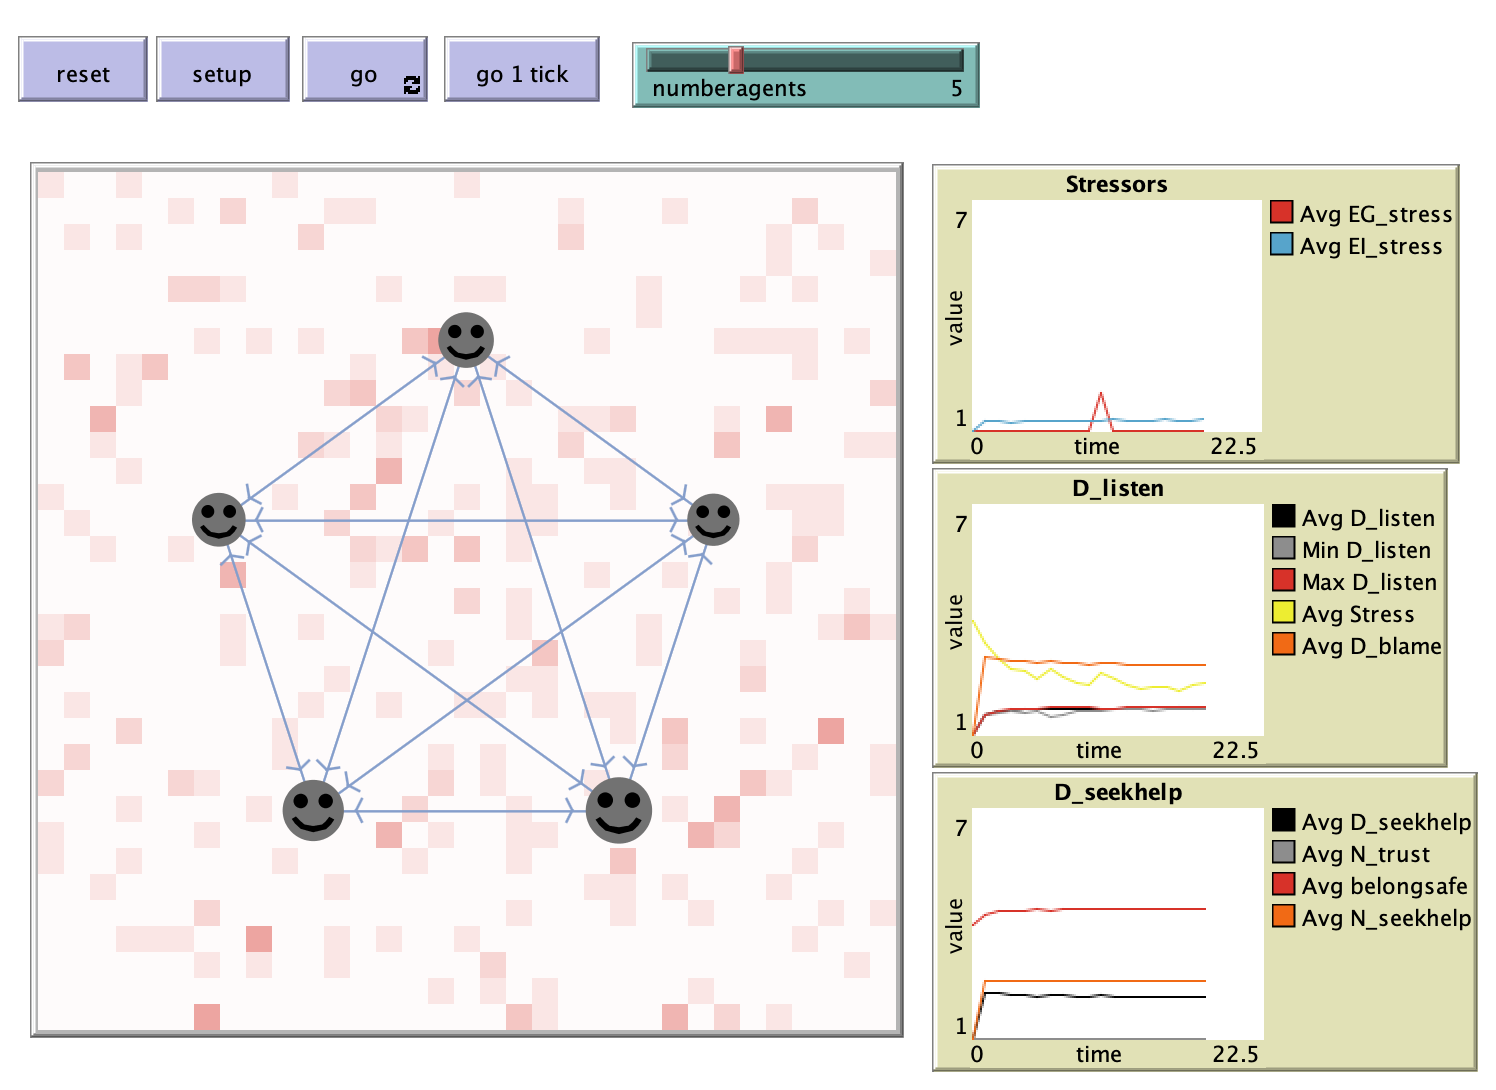 reset setup go go 1 tick
numberagents 5
Stressors
7
value
1
0 time 22.5
Avg EG_stress
Avg EI_stress
D_listen
7
value
1
0 time 22.5
Avg D_listen
Min D_listen
Max D_listen
Avg Stress
Avg D_blame
D_seekhelp
7
value
1
0 time 22.5
Avg D_seekhelp
Avg N_trust
Avg belongsafe
Avg N_seekhelp